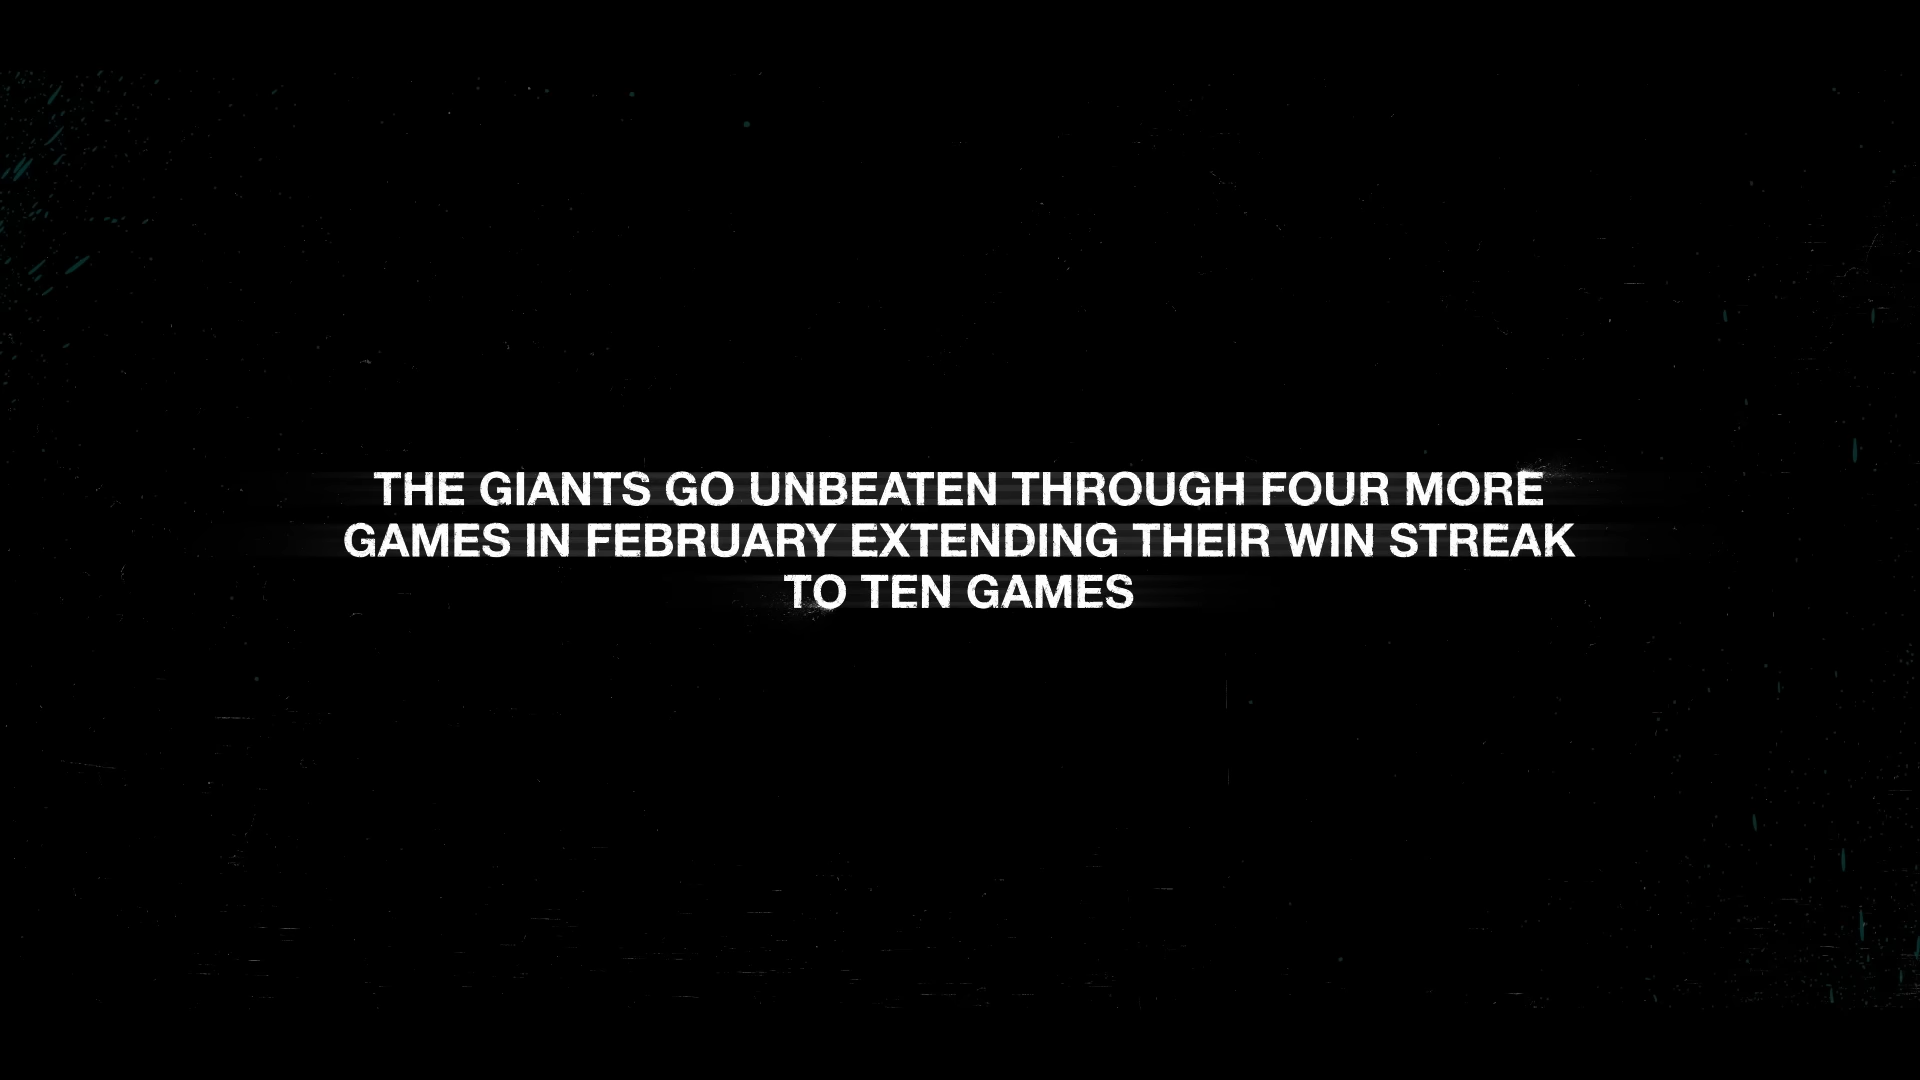 THE GIANTS GO UNBEATEN THROUGH FOUR MORE
GAMES IN FEBRUARY EXTENDING THEIR WIN STREAK
TO TEN GAMES